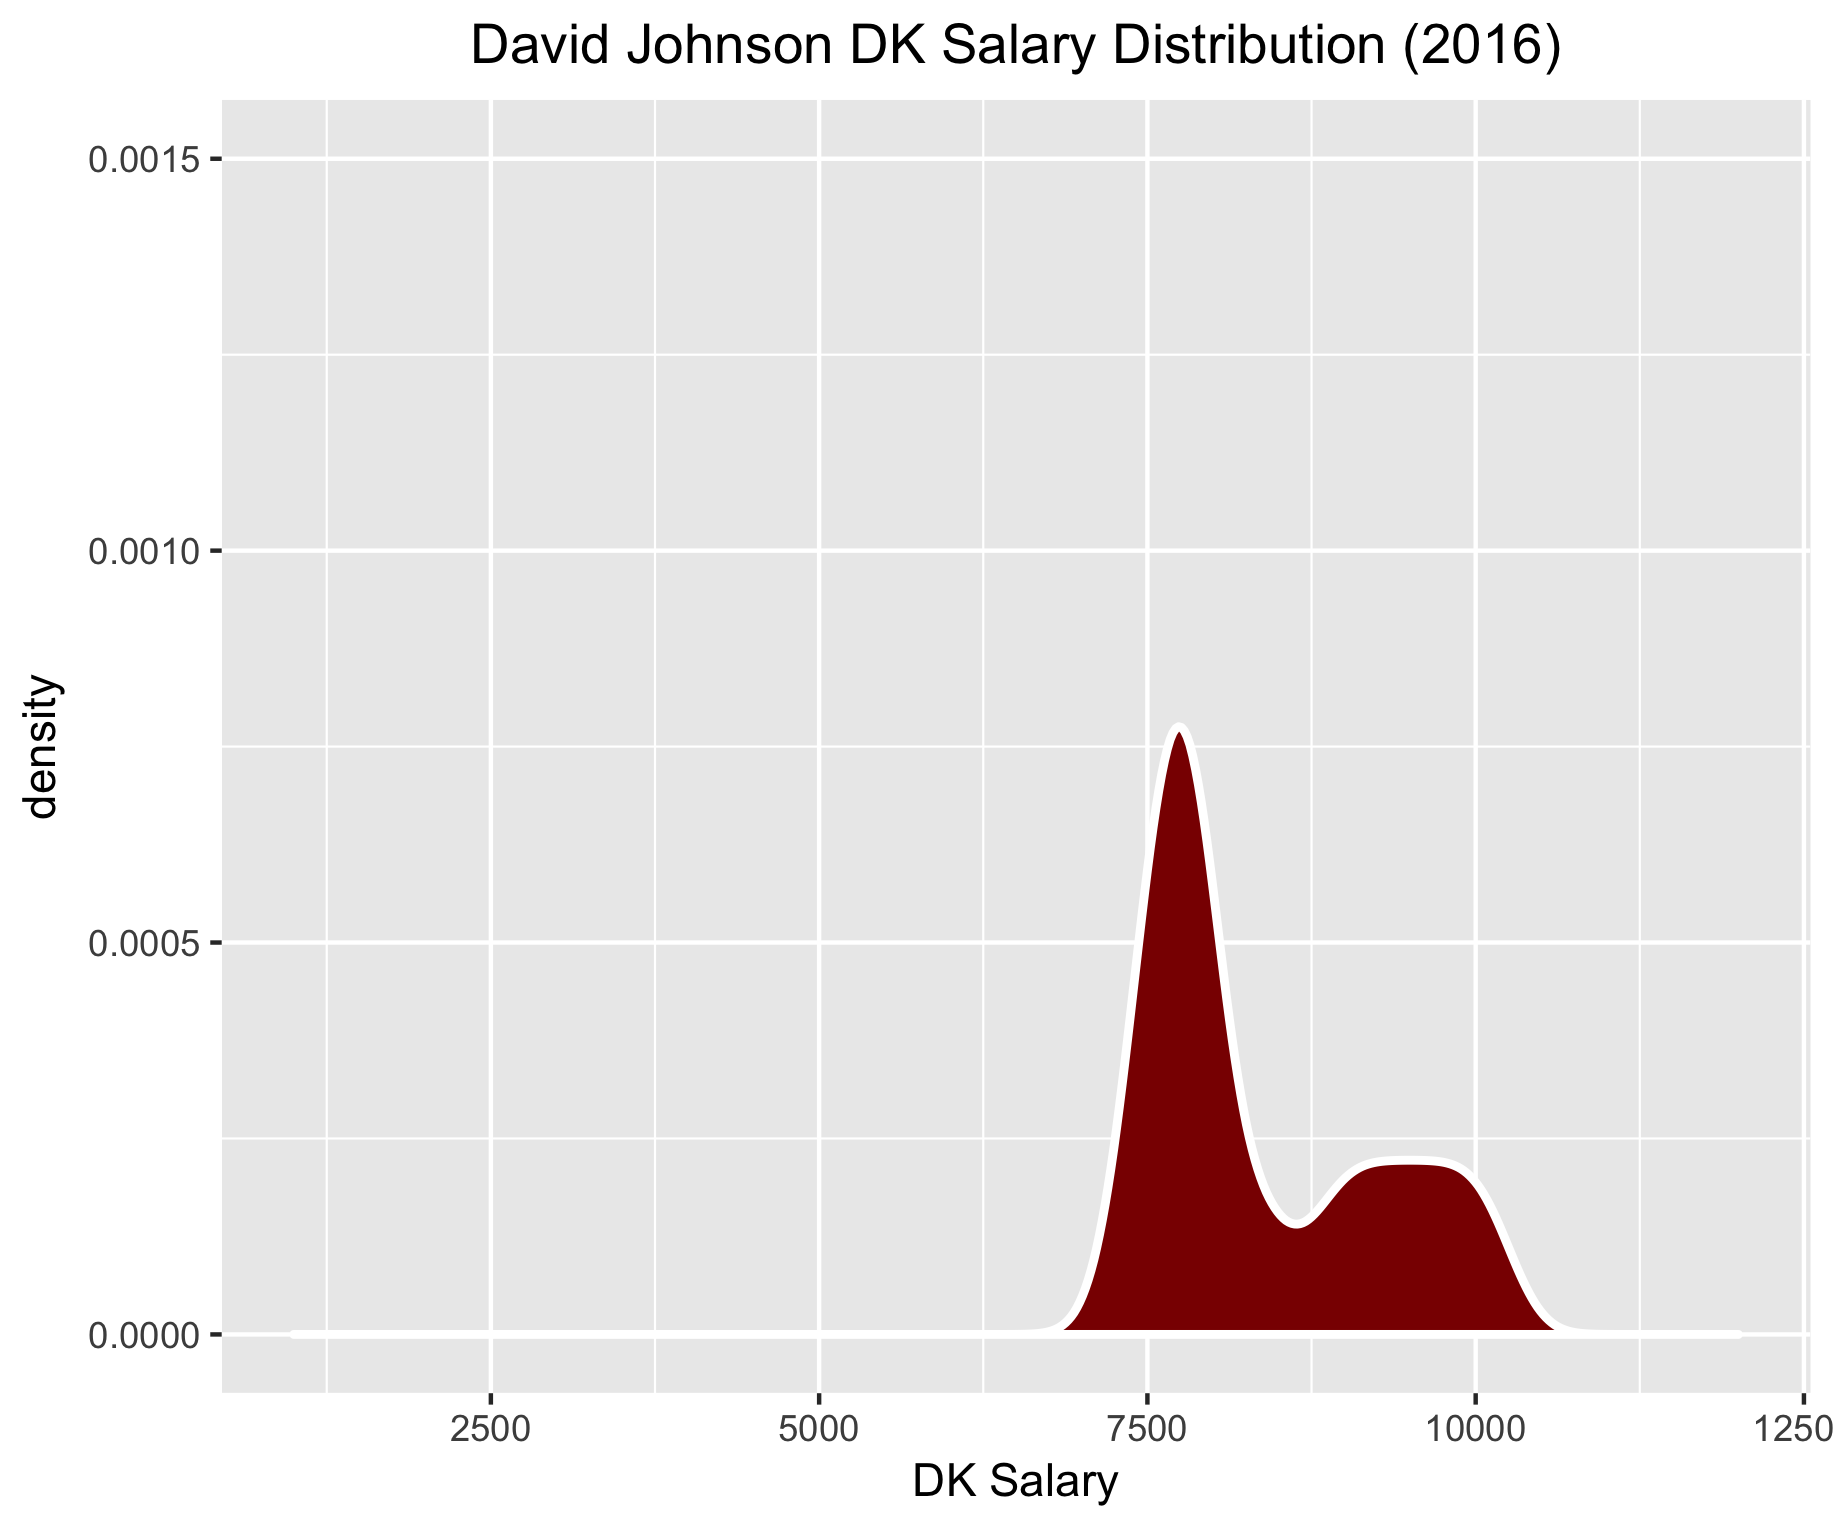 David Johnson DK Salary Distribution (2016)
0.0015
0.0010
0.0005
0.0000
density
2500 5000 7500 10000 1250
DK Salary